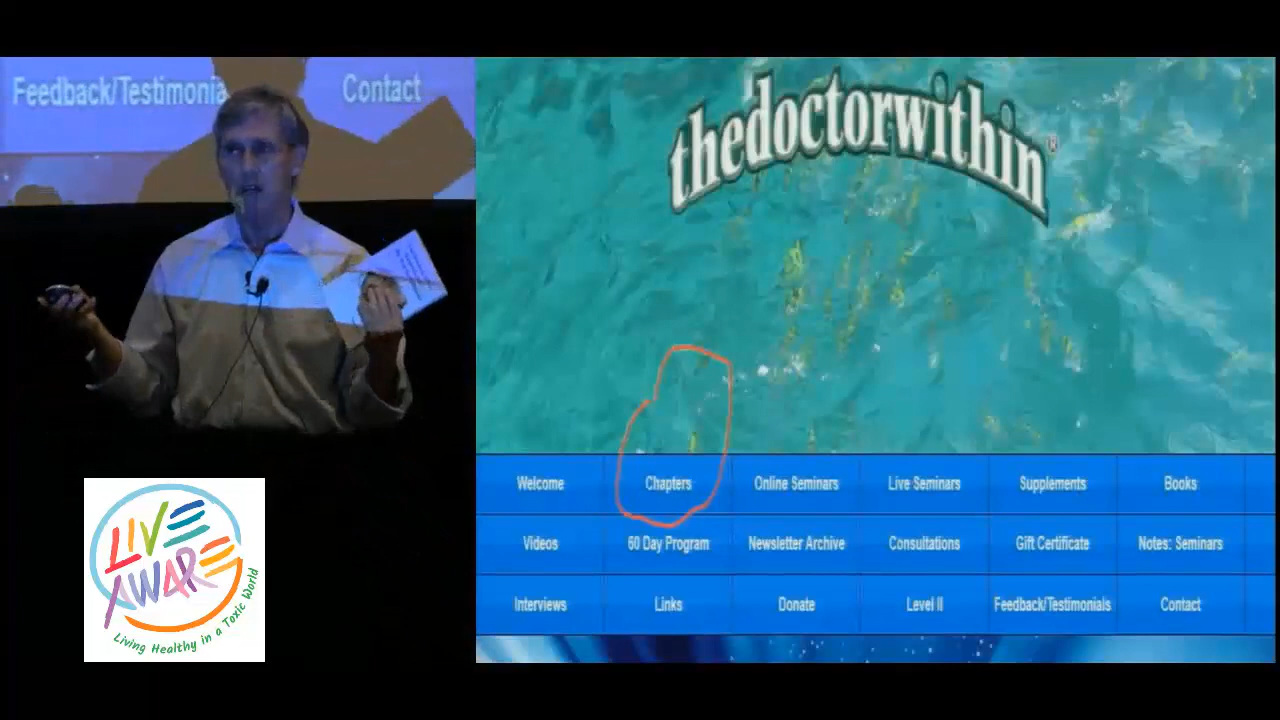 Feedback/Testimonia
Contact
thedoctorwithin®
Welcome
Chapters
Online Seminars
Live Seminars
Supplements
Books
Videos
60 Day Program
Newsletter Archive
Consultations
Gift Certificate
Notes: Seminars
Interviews
Links
Donate
Level II
Feedback/Testimonials
Contact
LIVE
AWARE
Living Healthy in a Toxic World